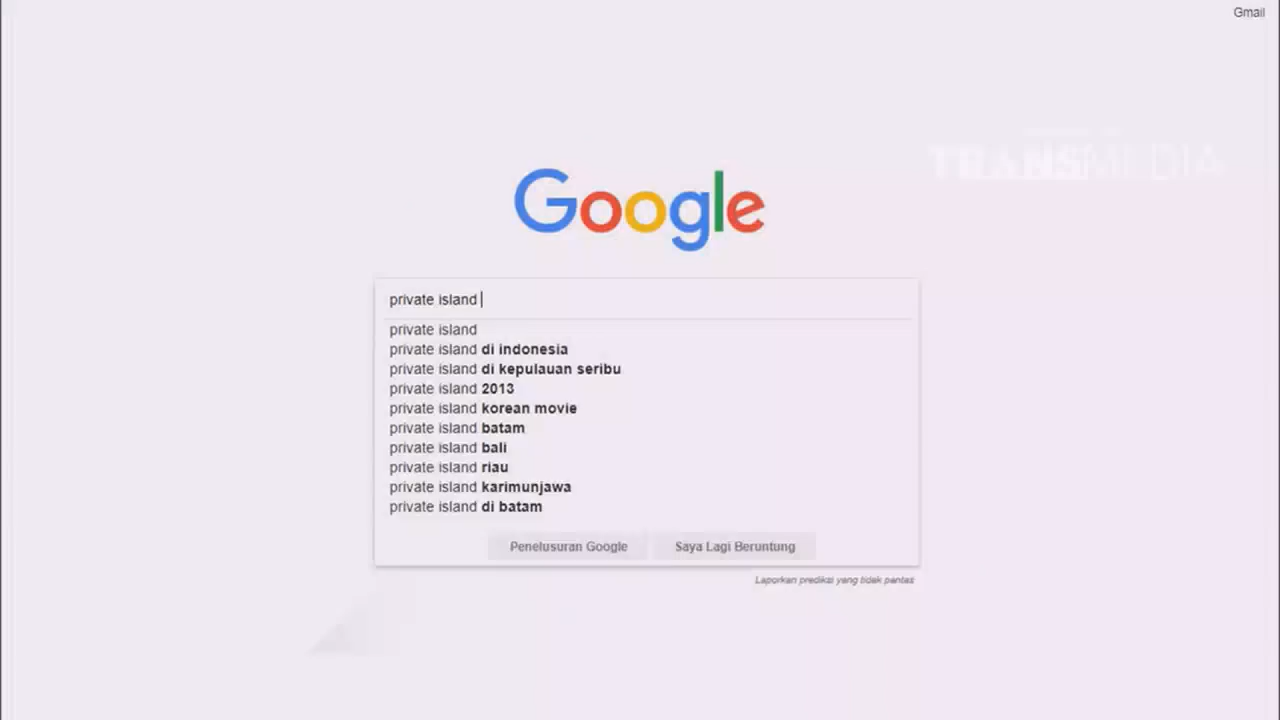 Gmail
TRANSMEDIA
Google
private island
private island
private island di indonesia
private island di kepulauan seribu
private island 2013
private island korean movie
private island batam
private island bali
private island riau
private island karimunjawa
private island di batam
Penelusuran Google
Saya Lagi Beruntung
Laporkan prediksi yang tidak pantas